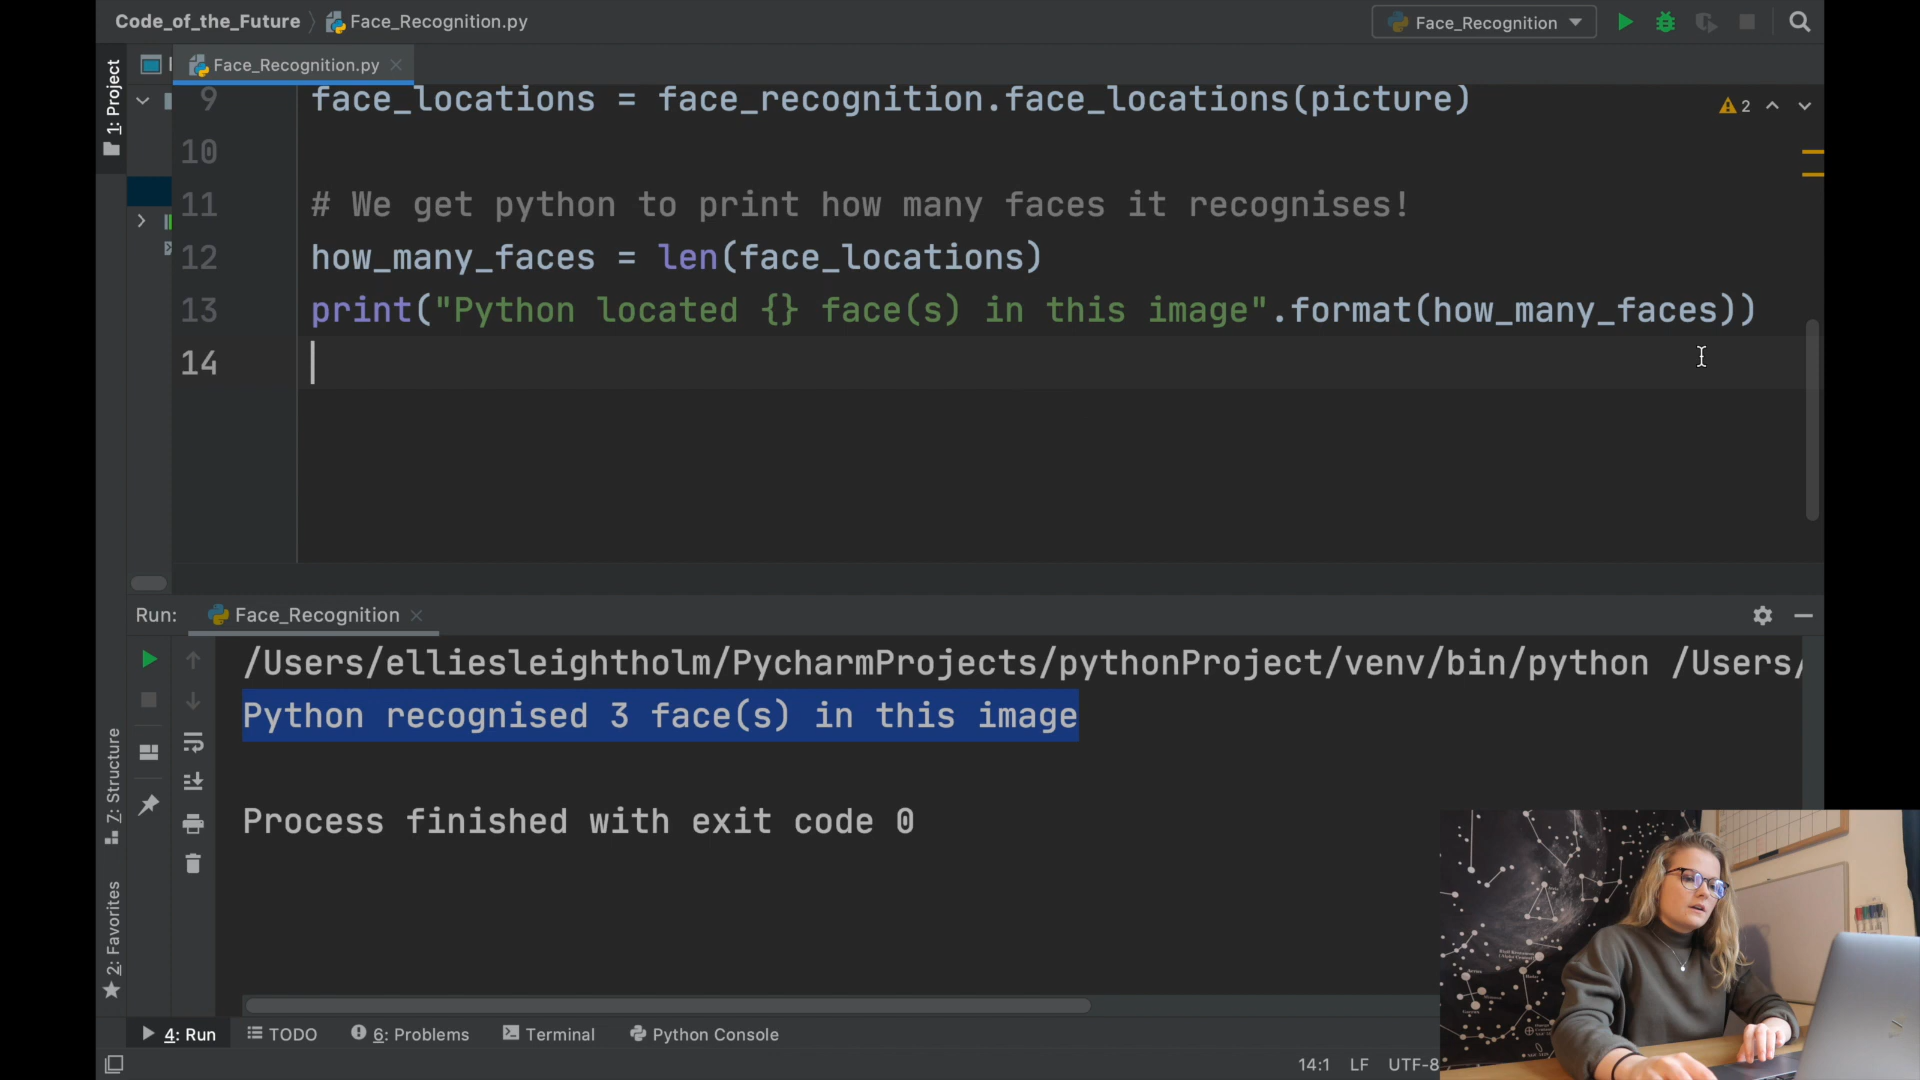 Code_of_the_Future
Face_Recognition.py
Face_Recognition
Face_Recognition.py
1: Project
2
9 face_locations = face_recognition.face_locations(picture)
10
11 # We get python to print how many faces it recognises!
12 how_many_faces = len(face_locations)
13 print("Python located {} face(s) in this image".format(how_many_faces))
14
Run: Face_Recognition
/Users/elliesleightholm/PycharmProjects/pythonProject/venv/bin/python /Users/
Python recognised 3 face(s) in this image
Process finished with exit code 0
7: Structure
2: Favorites
4: Run
TODO
6: Problems
Terminal
Python Console
14:1 LF UTF-8